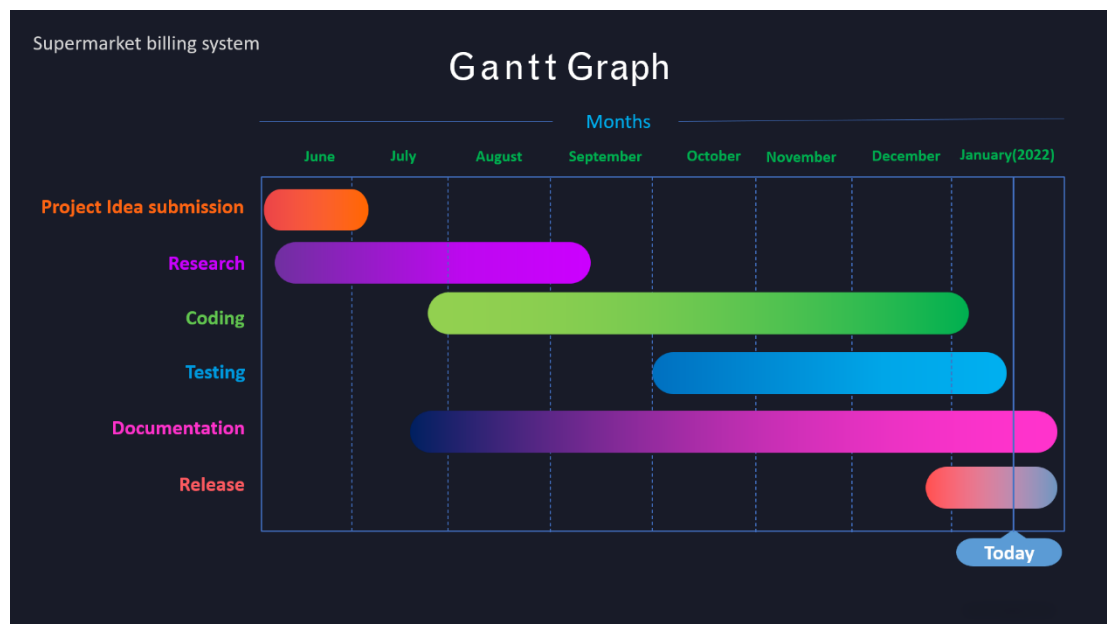 Supermarket billing system
Gantt Graph
Months
June July August September October November December January(2022)
Project Idea submission
Research
Coding
Testing
Documentation
Release
Today